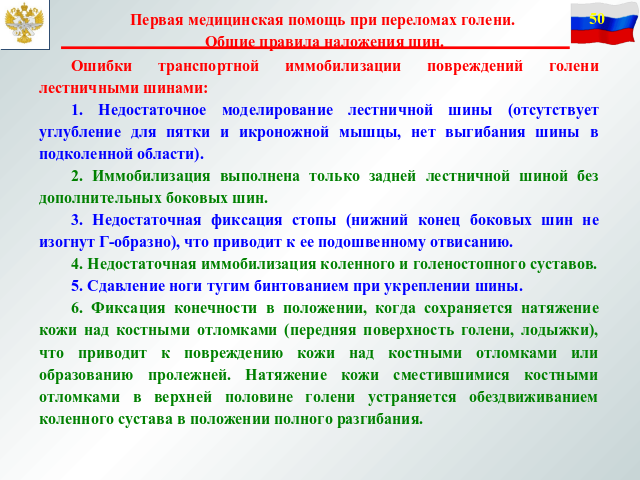 Первая медицинская помощь при переломах голени.
50
Общие правила наложения шин.
Ошибки транспортной иммобилизации повреждений голени
лестничными шинами:
1. Недостаточное моделирование лестничной шины (отсутствует
углубление для пятки и икроножной мышцы, нет выгибания шины в
подколенной области).
2. Иммобилизация выполнена только задней лестничной шиной без
дополнительных боковых шин.
3. Недостаточная фиксация стопы (нижний конец боковых шин не
изогнут Г-образно), что приводит к ее подошвенному отвисанию.
4. Недостаточная иммобилизация коленного и голеностопного суставов.
5. Сдавление ноги тугим бинтованием при укреплении шины.
6. Фиксация конечности в положении, когда сохраняется натяжение
кожи над костными отломками (передняя поверхность голени, лодыжки),
что приводит к повреждению кожи над костными отломками или
образованию пролежней. Натяжение кожи сместившимися костными
отломками в верхней половине голени устраняется обездвиживанием
коленного сустава в положении полного разгибания.